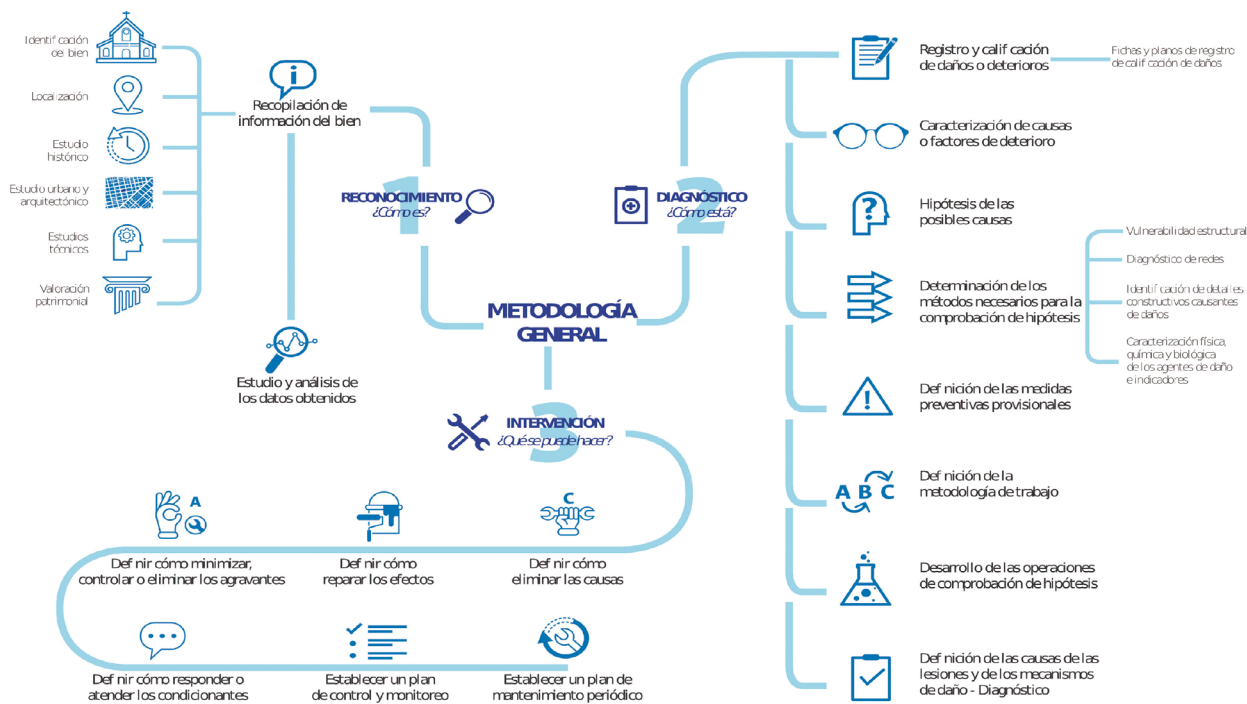 METODOLOGÍA
GENERAL
1
RECONOCIMIENTO
¿Cómo es?
Recopilación de
información del bien
Identificación
del bien
Localización
Estudio
histórico
Estudio urbano y
arquitectónico
Estudios
técnicos
Valoración
patrimonial
Estudio y análisis de
los datos obtenidos
2
DIAGNÓSTICO
¿Cómo está?
Registro y calificación
de daños o deterioros
Fichas y planos de registro
de calificación de daños
Caracterización de causas
o factores de deterioro
Hipótesis de las
posibles causas
Determinación de los
métodos necesarios para la
comprobación de hipótesis
Vulnerabilidad estructural
Diagnóstico de redes
Identificación de detalles
constructivos causantes
de daños
Caracterización física,
química y biológica
de los agentes de daño
e indicadores
Definición de las medidas
preventivas provisionales
A B C
Definición de la
metodología de trabajo
Desarrollo de las operaciones
de comprobación de hipótesis
Definición de las causas de las
lesiones y de los mecanismos
de daño - Diagnóstico
3
INTERVENCIÓN
¿Qué se puede hacer?
C
Definir cómo
eliminar las causas
Definir cómo
reparar los efectos
A
Definir cómo minimizar,
controlar o eliminar los agravantes
Definir cómo responder o
atender los condicionantes
Establecer un plan
de control y monitoreo
Establecer un plan de
mantenimiento periódico